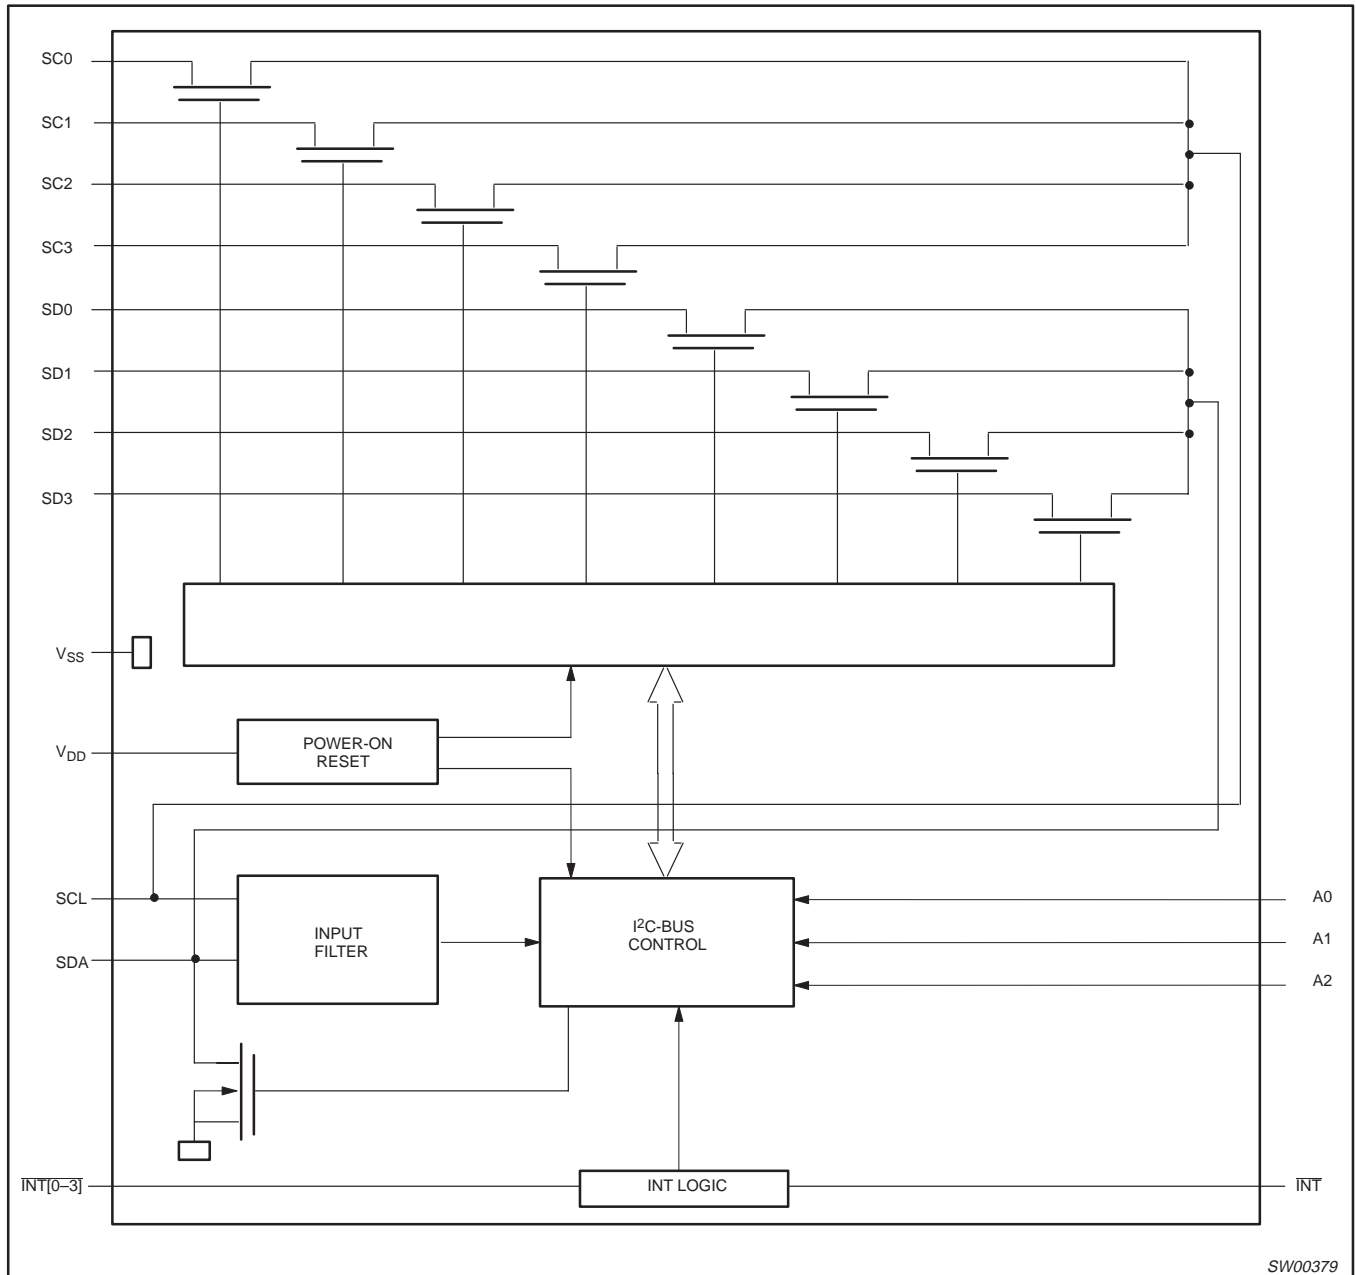 SC0
SC1
SC2
SC3
SD0
SD1
SD2
SD3
VSS
VDD
POWER-ON
RESET
SCL
SDA
INPUT
FILTER
I2C-BUS
CONTROL
A0
A1
A2
INT[0–3]
INT LOGIC
INT
SW00379